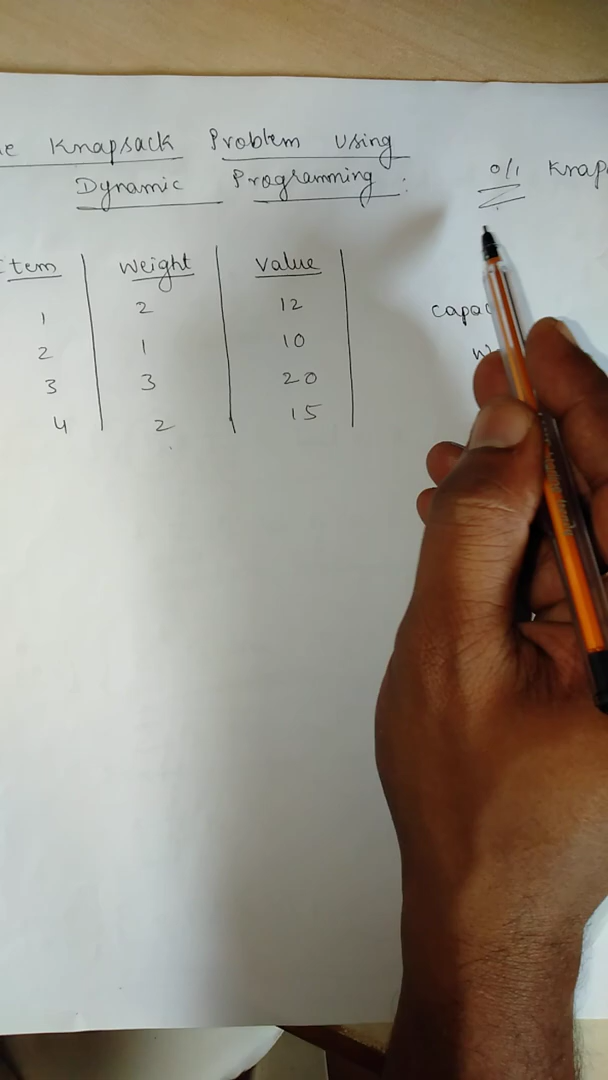 e Knapsack Problem Using
Dynamic Programming :
0/1 Knap
Item Weight Value
1 2 12
2 1 10
3 3 20
4 2 15
capac
W